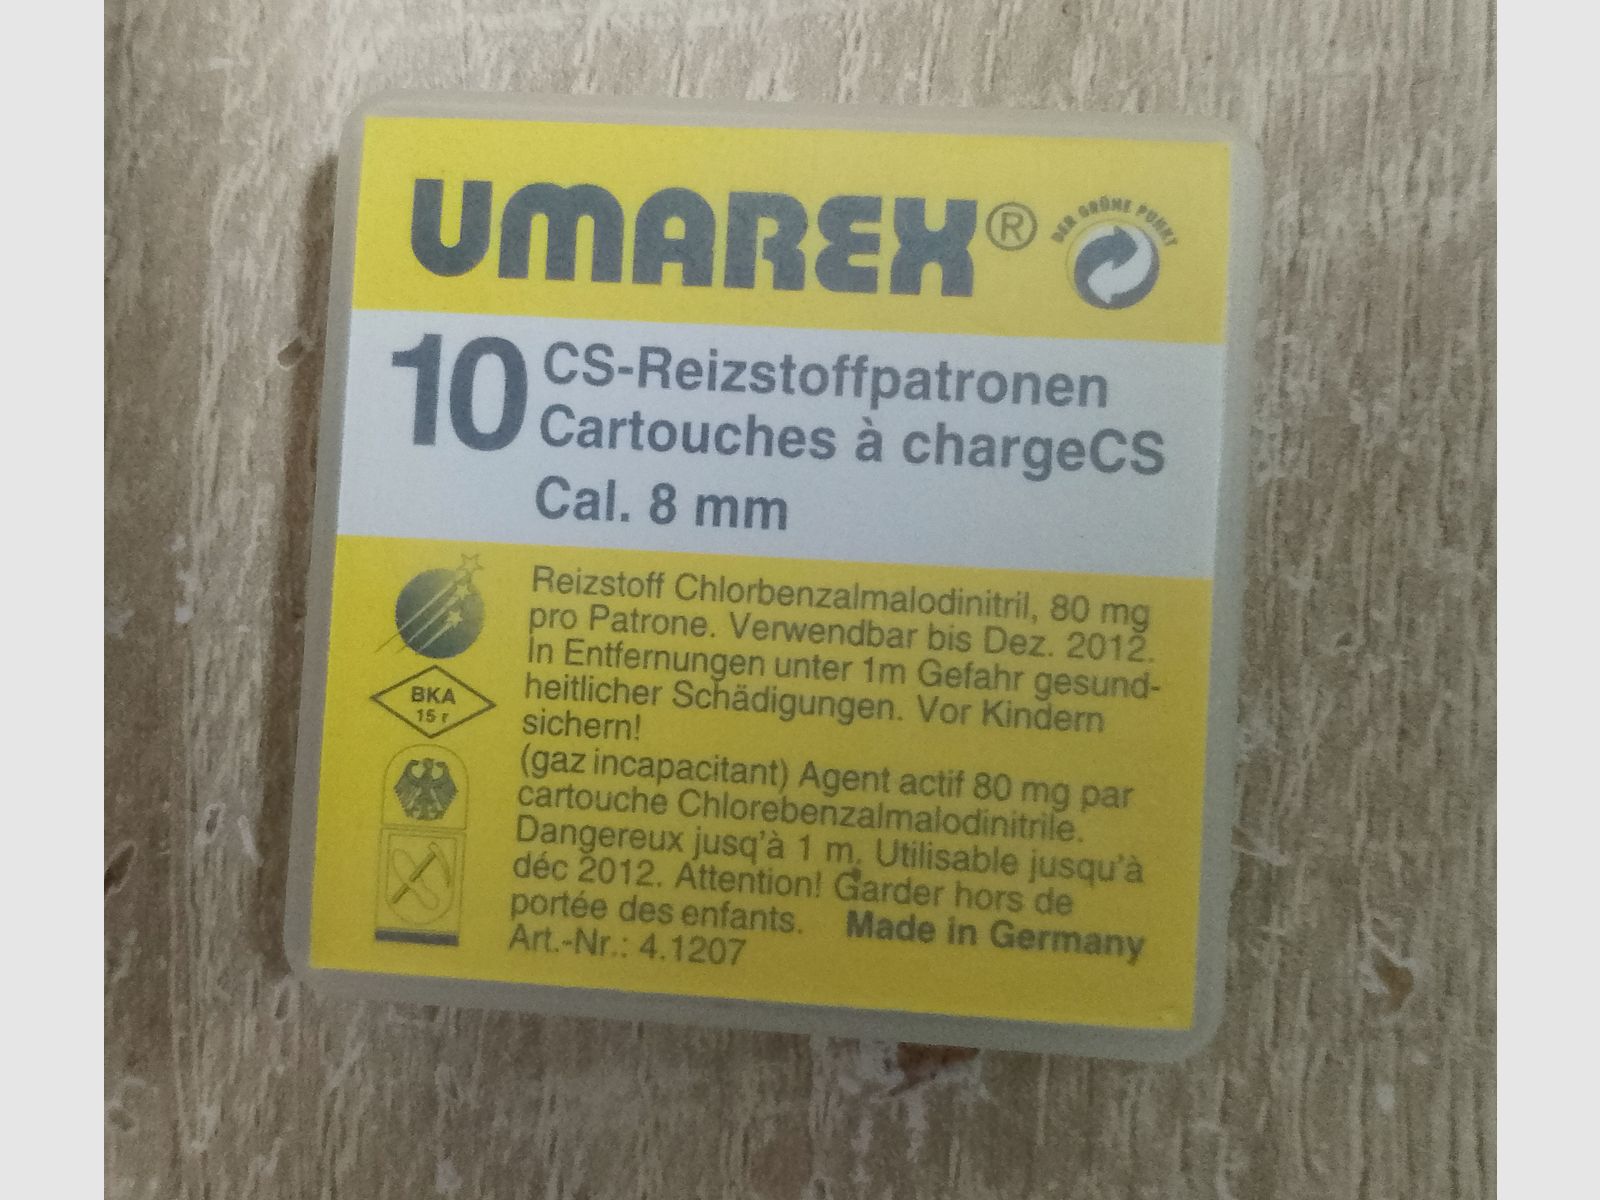 UMAREX®
DER GRÜNE PUNKT
10 CS-Reizstoffpatronen
Cartouches à chargeCS
Cal. 8 mm
Reizstoff Chlorbenzalmalodinitril, 80 mg
pro Patrone. Verwendbar bis Dez. 2012.
In Entfernungen unter 1m Gefahr gesund-
heitlicher Schädigungen. Vor Kindern
sichern!
(gaz incapacitant) Agent actif 80 mg par
cartouche Chlorebenzalmalodinitrile.
Dangereux jusq'à 1 m. Utilisable jusqu'à
déc 2012. Attention! Garder hors de
portée des enfants. Made in Germany
Art.-Nr.: 4.1207
BKA
15 r